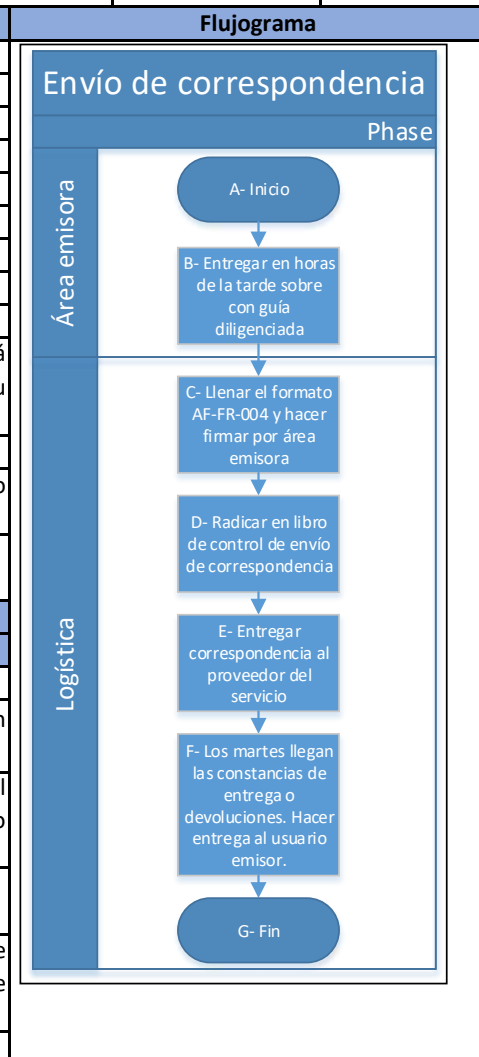 Flujograma
Envío de correspondencia
Phase
Área emisora
A- Inicio
B- Entregar en horas
de la tarde sobre
con guía
diligenciada
Logística
C- Llenar el formato
AF-FR-004 y hacer
firmar por área
emisora
D- Radicar en libro
de control de envío
de correspondencia
E- Entregar
correspondencia al
proveedor del
servicio
F- Los martes llegan
las constancias de
entrega o
devoluciones. Hacer
entrega al usuario
emisor.
G- Fin